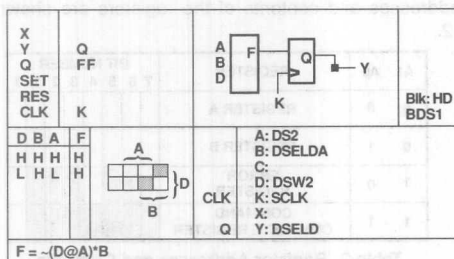 X
Y
Q Q
SET FF
RES
CLK K
A
B
D
F
Q
Y
K
Blk: HD
BDS1
D B A F
H H H H
L H L H
A
D
B
CLK
Q
A: DS2
B: DSELDA
C:
D: DSW2
K: SCLK
X:
Y: DSELD
F = ~(D@A)*B